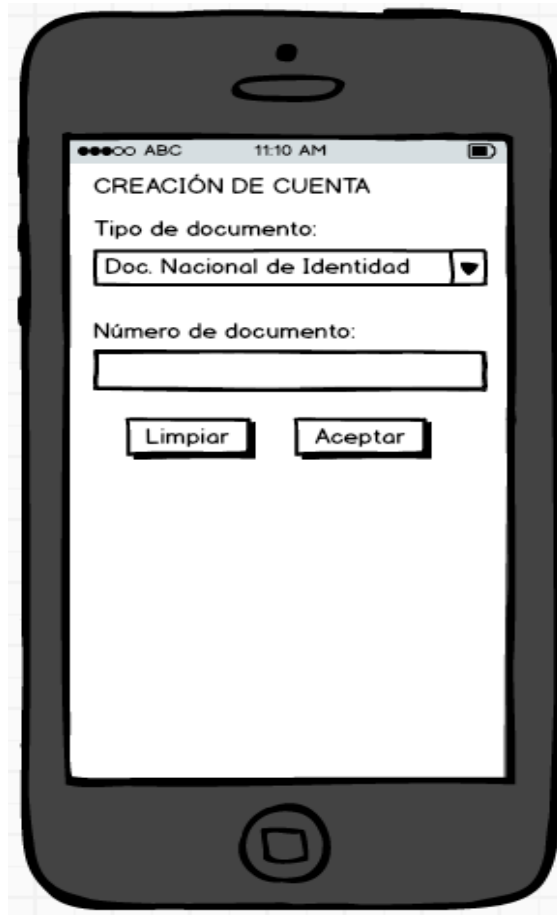 ABC 11:10 AM
CREACIÓN DE CUENTA
Tipo de documento:
Doc. Nacional de Identidad
Número de documento:
Limpiar Aceptar